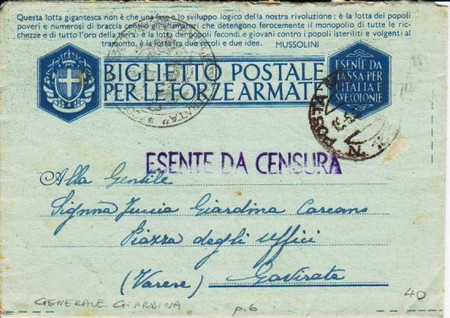 Questa lotta gigantesca non è che una fase e lo sviluppo logico della nostra rivoluzione: è la lotta dei popoli
poveri e numerosi di braccia contro gli affamatori che detengono ferocemente il monopolio di tutte le ric-
chezze e di tutto l'oro della terra: è la lotta dei popoli fecondi e giovani contro i popoli isteriliti e volgenti al
tramonto, è la lotta fra due secoli e due idee. MUSSOLINI
BIGLIETTO POSTALE
PER LE FORZE ARMATE
ESENTE DA
TASSA PER
L'ITALIA E
SVE COLONIE
POSTA
N.
ESENTE DA CENSURA
Alla Gentile
Signora Giardina
Piazza degli Uffici
(Varese) Gavirate
GENERALE GIARDINA p.6 40